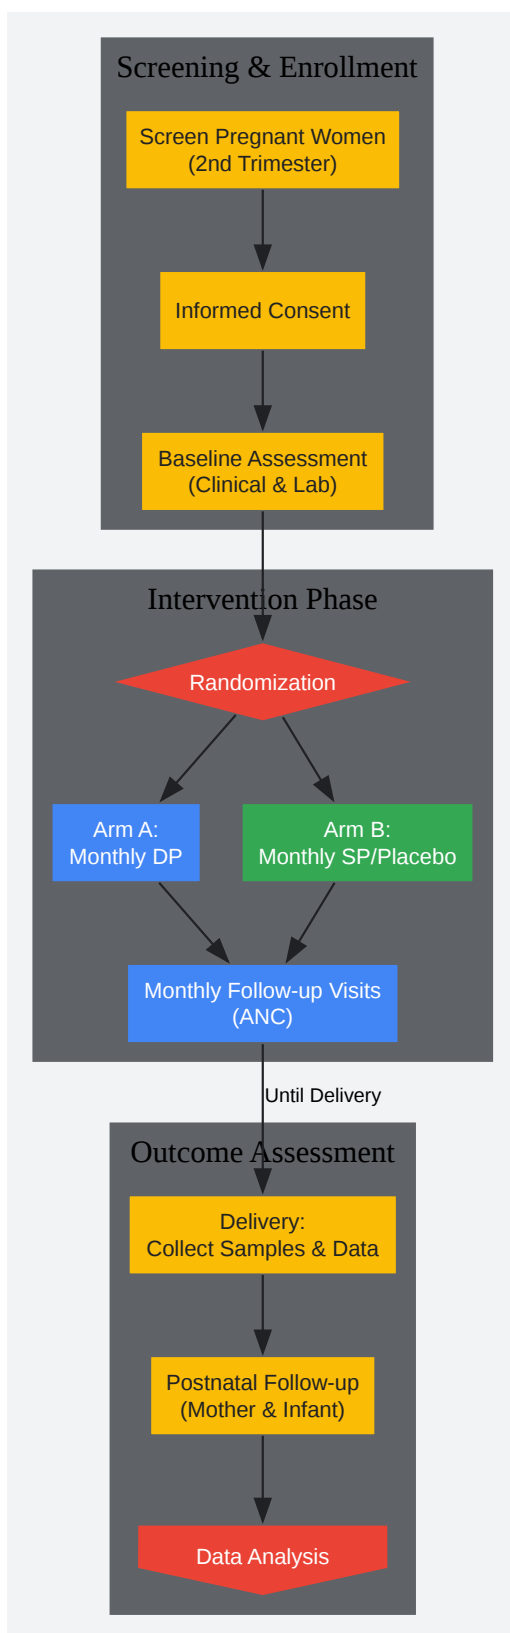 Screening & Enrollment
Screen Pregnant Women
(2nd Trimester)
Informed Consent
Baseline Assessment
(Clinical & Lab)
Intervention Phase
Randomization
Arm A:
Monthly DP
Arm B:
Monthly SP/Placebo
Monthly Follow-up Visits
(ANC)
Until Delivery
Outcome Assessment
Delivery:
Collect Samples & Data
Postnatal Follow-up
(Mother & Infant)
Data Analysis